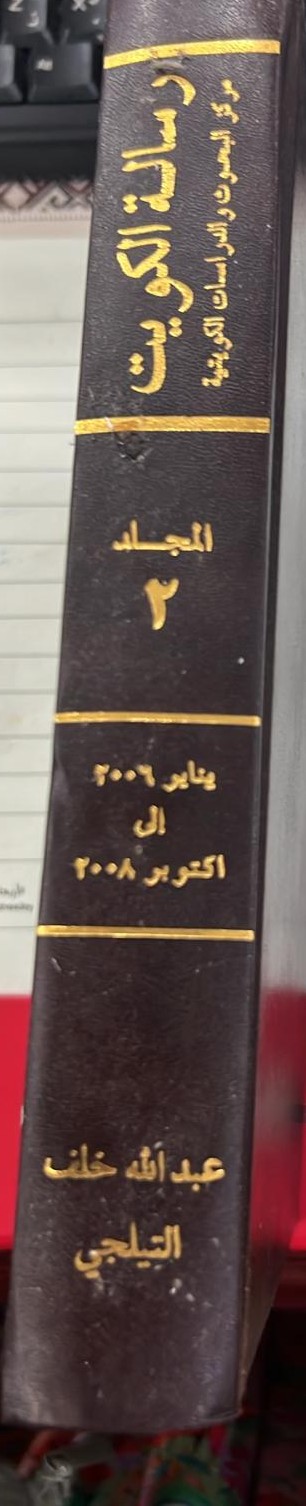 رسالة الكويت
مركز البحوث والدراسات الكويتية
المجلد
٢
يناير ٢٠٠٦
إلى
اكتوبر ٢٠٠٨
عبدالله خلف
التيلجي